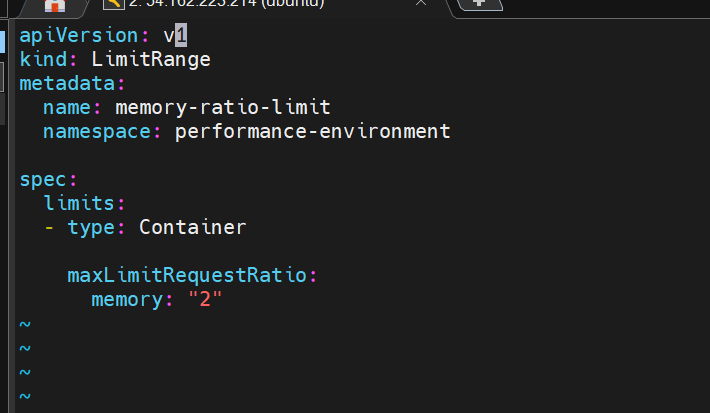 2. 54.162.223.214 (ubuntu)
apiVersion: v1
kind: LimitRange
metadata:
  name: memory-ratio-limit
  namespace: performance-environment

spec:
  limits:
  - type: Container

    maxLimitRequestRatio:
      memory: "2"
~
~
~
~